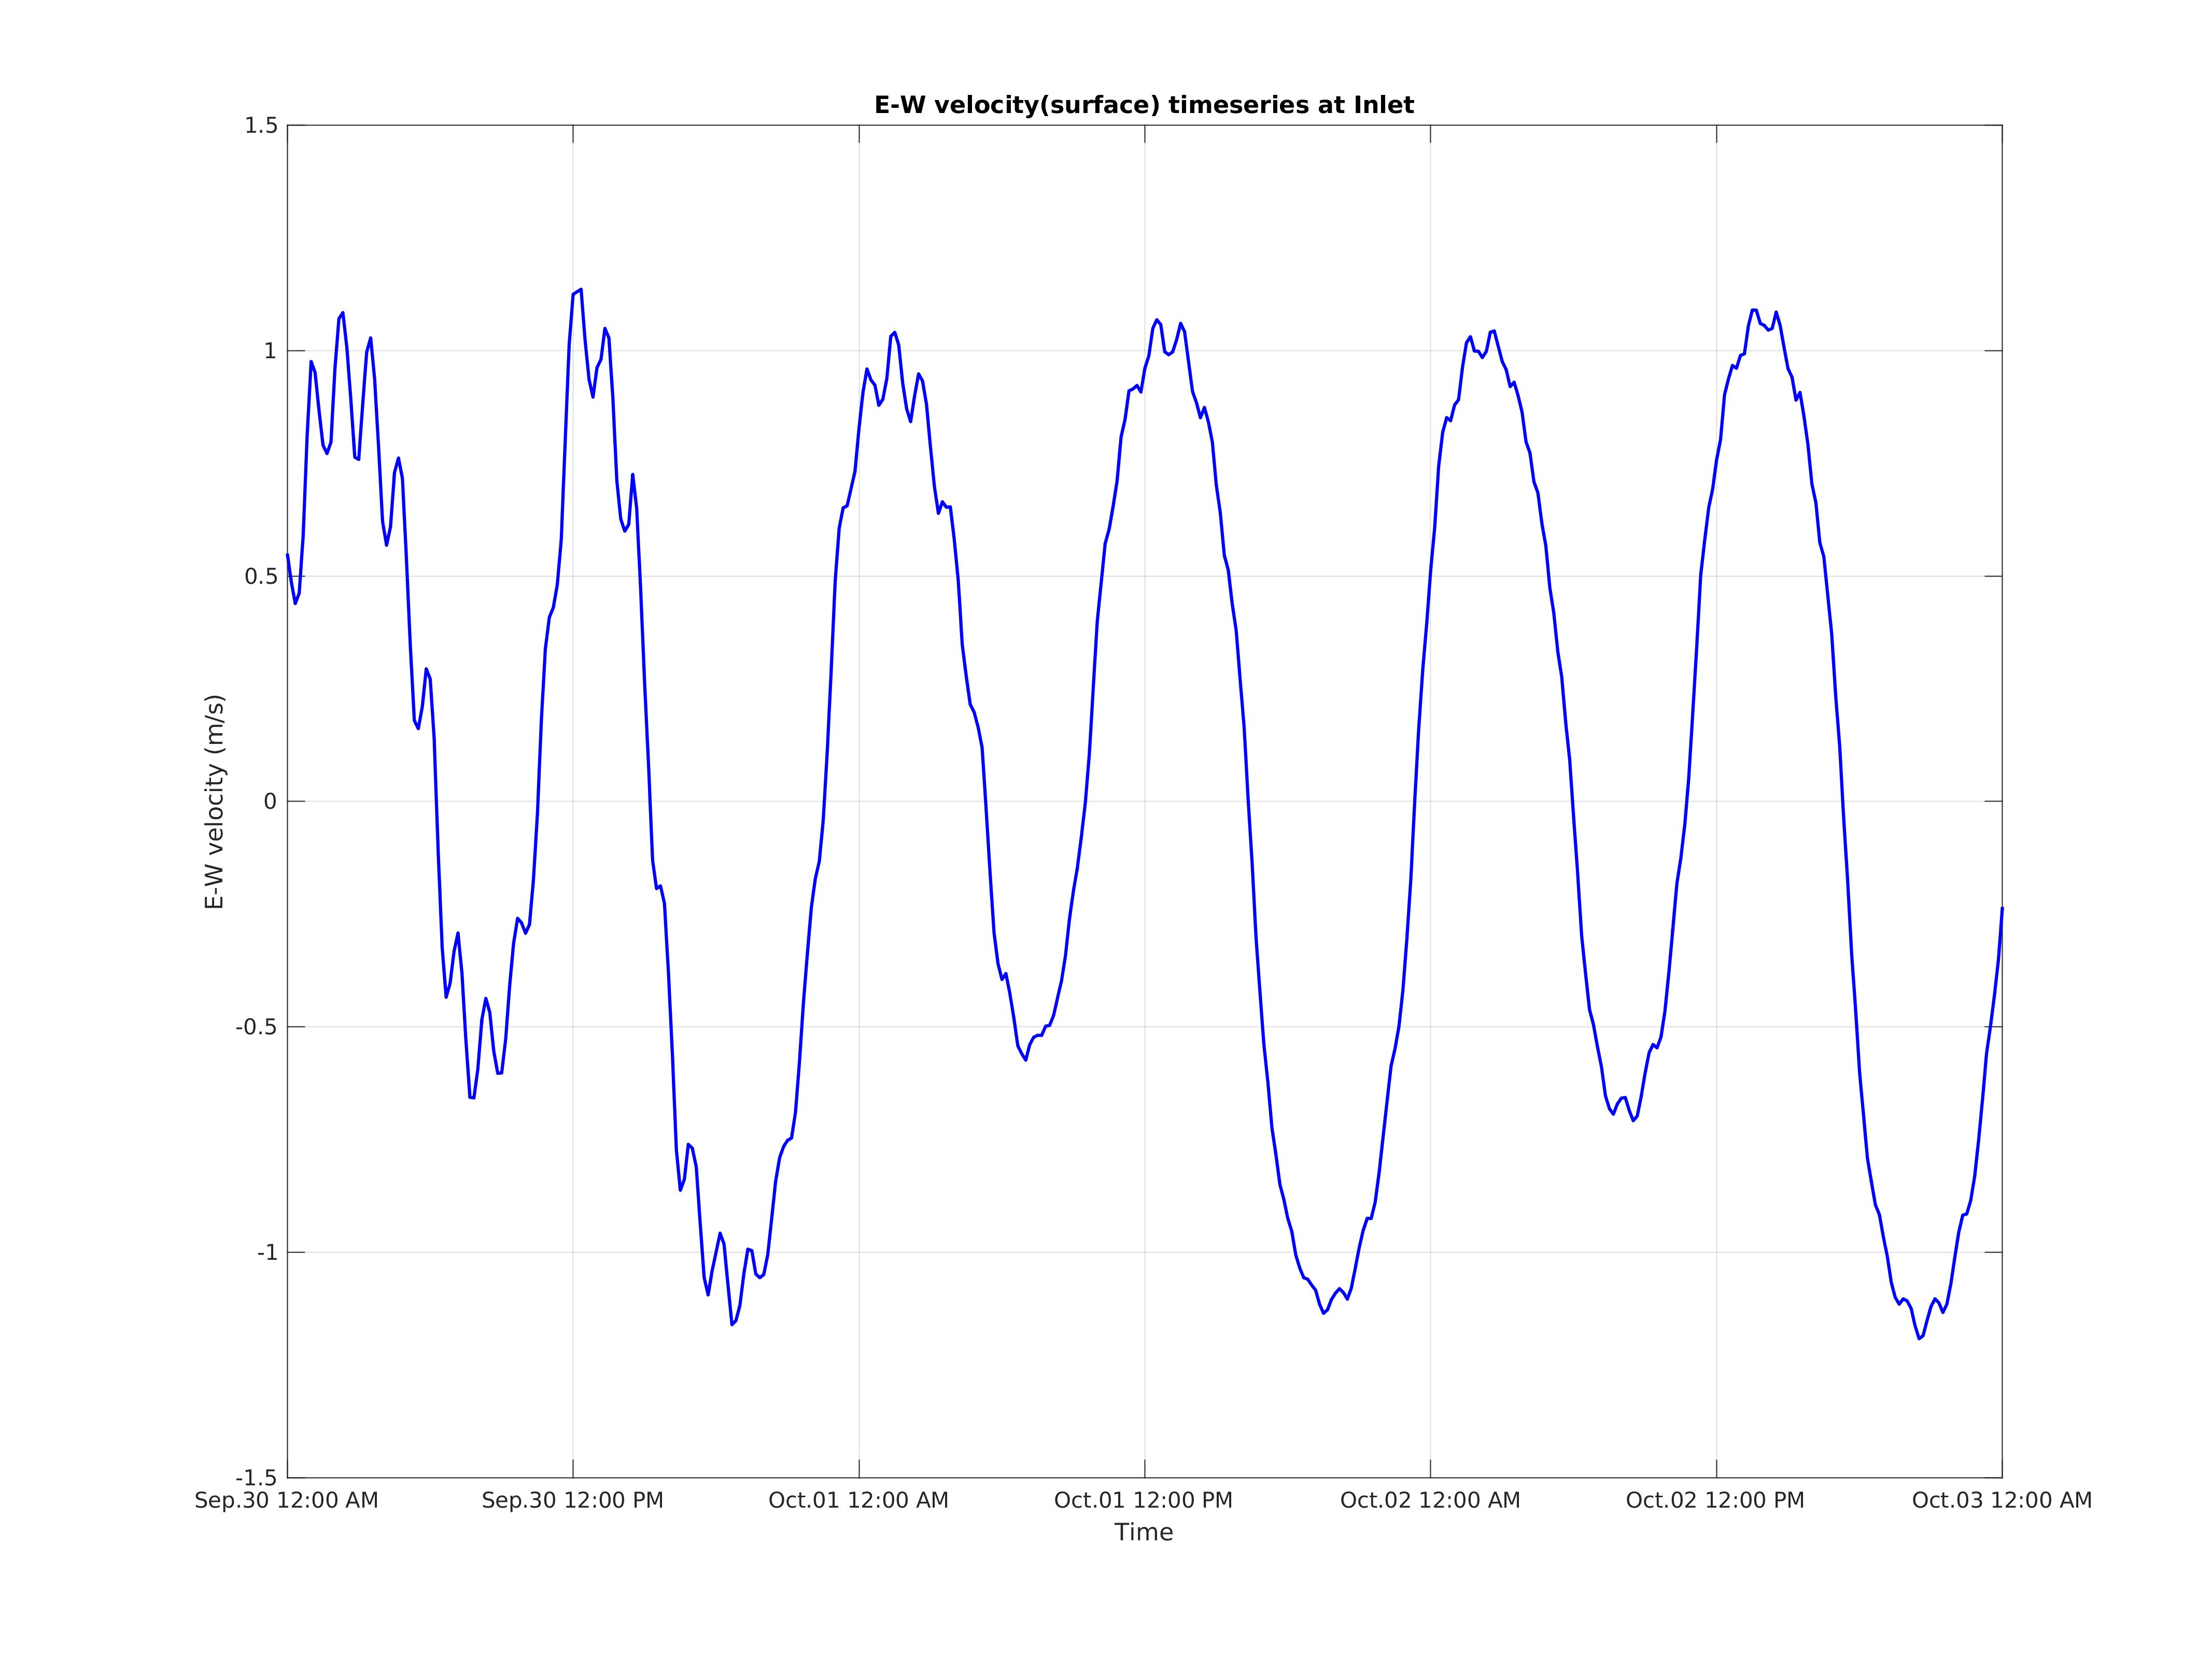 E-W velocity(surface) timeseries at Inlet
1.5
1
0.5
0
-0.5
-1
-1.5
E-W velocity (m/s)
Sep.30 12:00 AM
Sep.30 12:00 PM
Oct.01 12:00 AM
Oct.01 12:00 PM
Oct.02 12:00 AM
Oct.02 12:00 PM
Oct.03 12:00 AM
Time